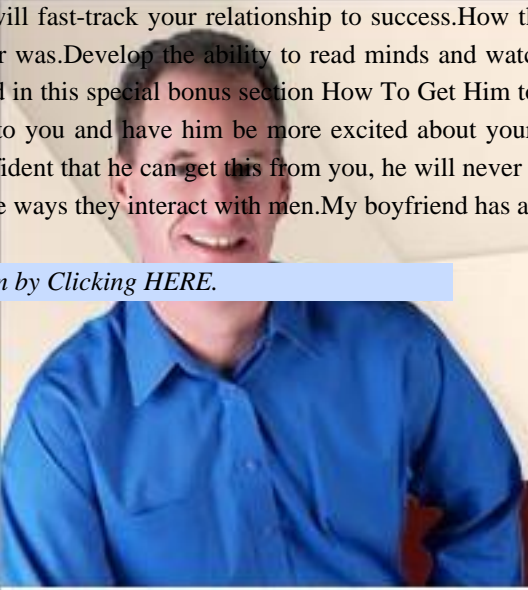 will fast-track your relationship to success.How th
r was.Develop the ability to read minds and watc
d in this special bonus section How To Get Him to
to you and have him be more excited about your
fident that he can get this from you, he will never
e ways they interact with men.My boyfriend has a
n by Clicking HERE.